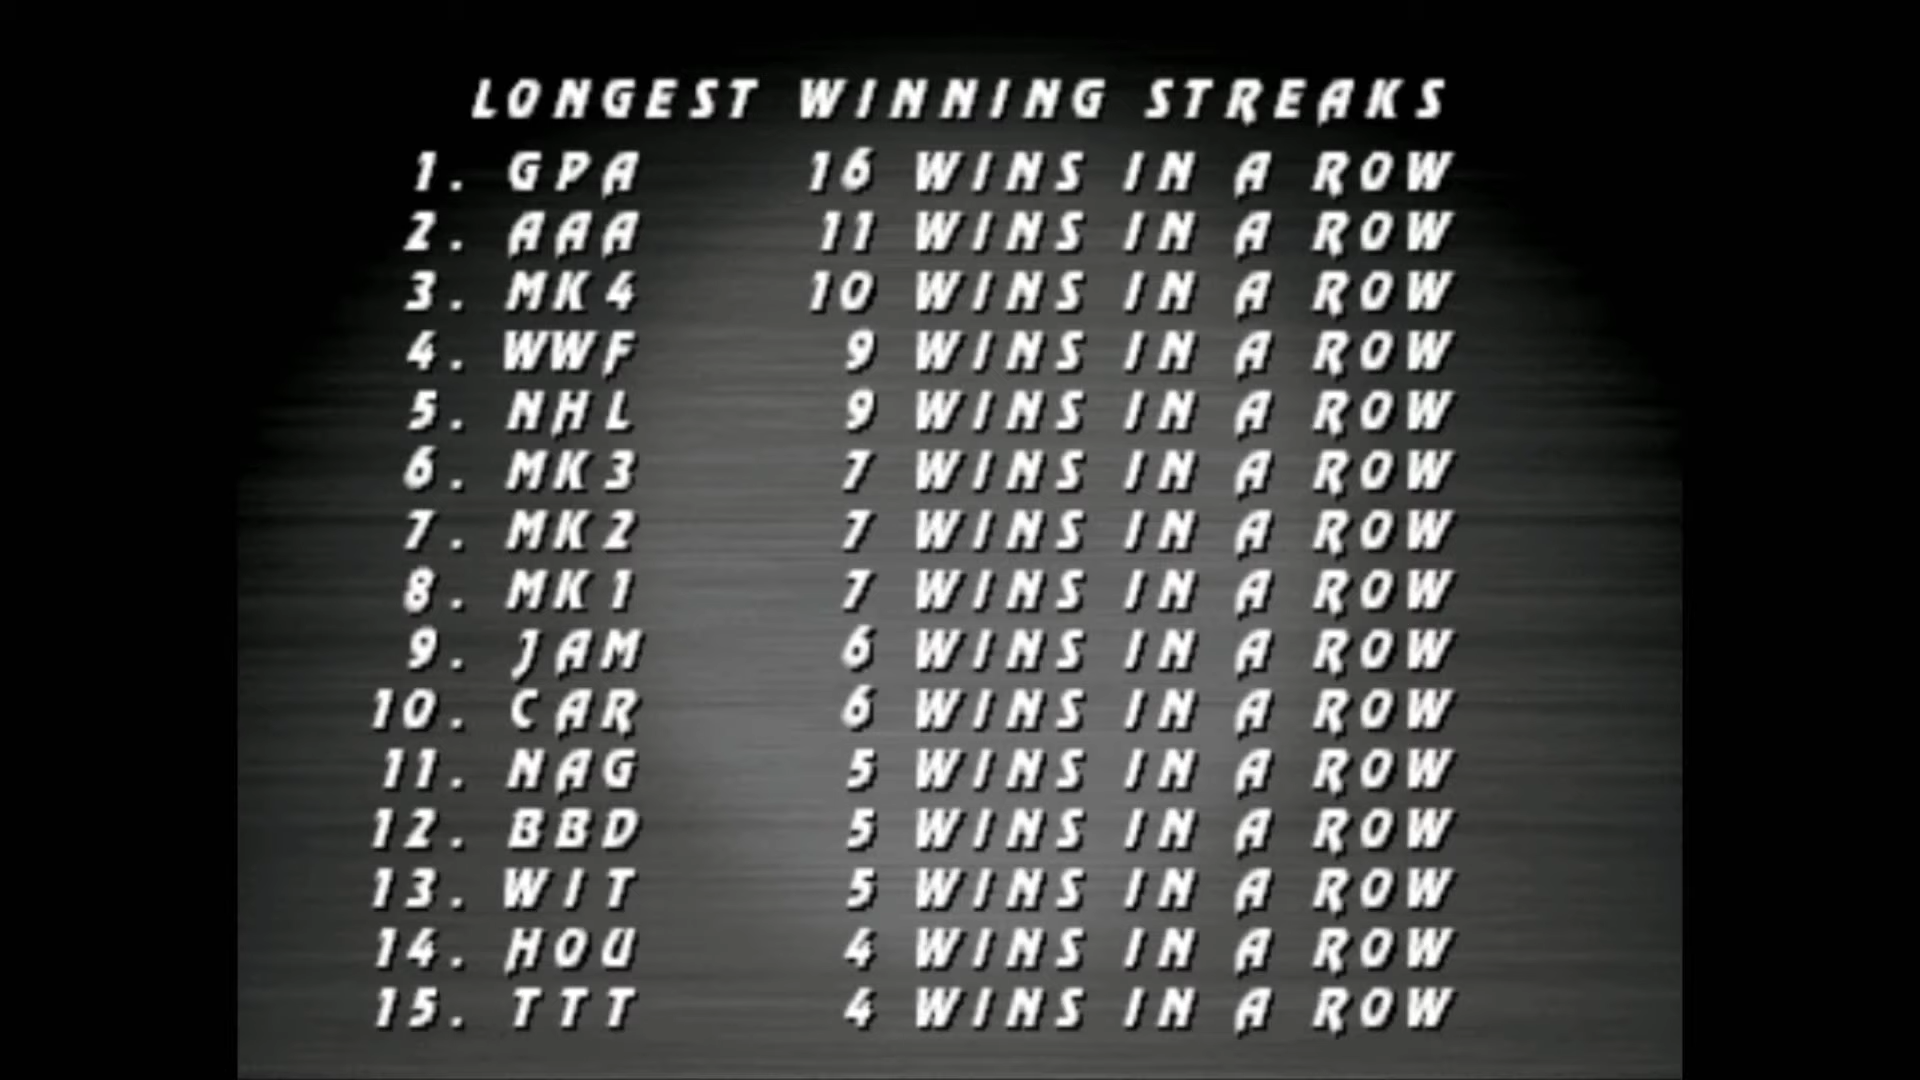 LONGEST WINNING STREAKS
1. GPA 16 WINS IN A ROW
2. AAA 11 WINS IN A ROW
3. MK4 10 WINS IN A ROW
4. WWF 9 WINS IN A ROW
5. NHL 9 WINS IN A ROW
6. MK3 7 WINS IN A ROW
7. MK2 7 WINS IN A ROW
8. MK1 7 WINS IN A ROW
9. JAM 6 WINS IN A ROW
10. CAR 6 WINS IN A ROW
11. NAG 5 WINS IN A ROW
12. BBD 5 WINS IN A ROW
13. WIT 5 WINS IN A ROW
14. HOU 4 WINS IN A ROW
15. TTT 4 WINS IN A ROW